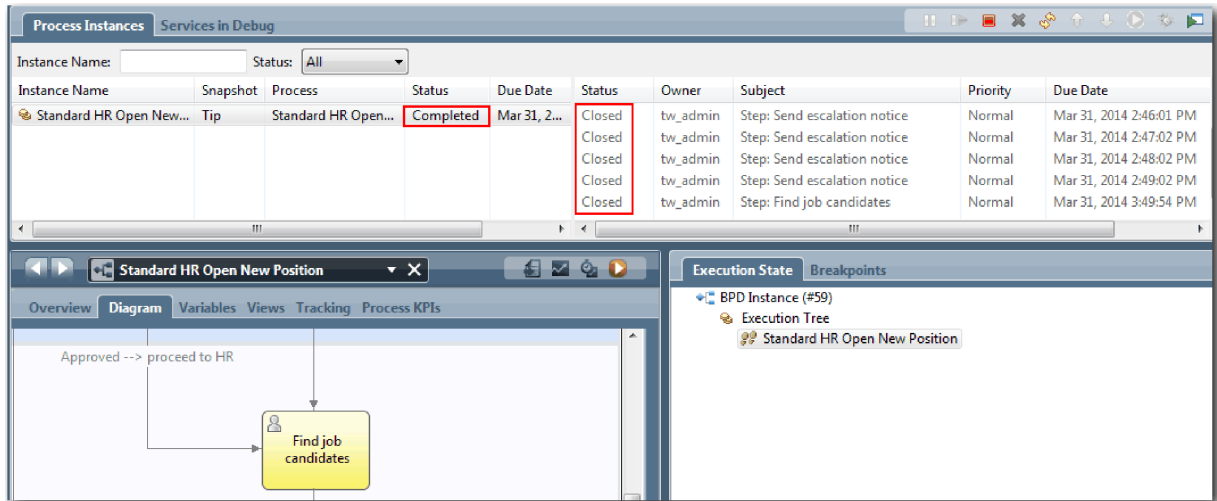 Process Instances Services in Debug
Instance Name: Status: All
Instance Name Snapshot Process Status Due Date Status Owner Subject Priority Due Date
Standard HR Open New... Tip Standard HR Open... Completed Mar 31, 2... Closed tw_admin Step: Send escalation notice Normal Mar 31, 2014 2:46:01 PM
Closed tw_admin Step: Send escalation notice Normal Mar 31, 2014 2:47:02 PM
Closed tw_admin Step: Send escalation notice Normal Mar 31, 2014 2:48:02 PM
Closed tw_admin Step: Send escalation notice Normal Mar 31, 2014 2:49:02 PM
Closed tw_admin Step: Find job candidates Normal Mar 31, 2014 3:49:54 PM
Standard HR Open New Position
Overview Diagram Variables Views Tracking Process KPIs
Approved --> proceed to HR
Find job
candidates
Execution State Breakpoints
BPD Instance (#59)
Execution Tree
Standard HR Open New Position